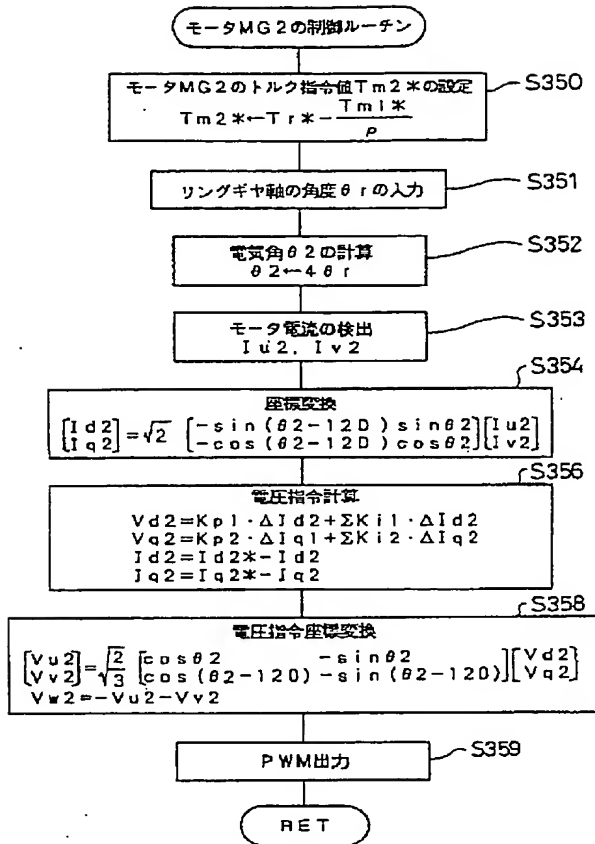 モータMG2の制御ルーチン
モータMG2のトルク指令値Tm2*の設定
S350
Tm2*←Tr*-Tm1*/ρ
リングギヤ軸の角度θrの入力
S351
電気角θ2の計算
S352
θ2←4θr
モータ電流の検出
S353
Iu2, Iv2
S354
座標変換
[Id2 Iq2]=√2 [-sin(θ2-120) sinθ2 -cos(θ2-120) cosθ2][Iu2 Iv2]
S356
電圧指令計算
Vd2=Kp1・ΔId2+ΣKi1・ΔId2
Vq2=Kp2・ΔIq1+ΣKi2・ΔIq2
Id2=Id2*-Id2
Iq2=Iq2*-Iq2
S358
電圧指令座標変換
[Vu2 Vv2]=√2/3 [cosθ2 -sinθ2 cos(θ2-120) -sin(θ2-120)][Vd2 Vq2]
Vw2=-Vu2-Vv2
PWM出力
S359
RET